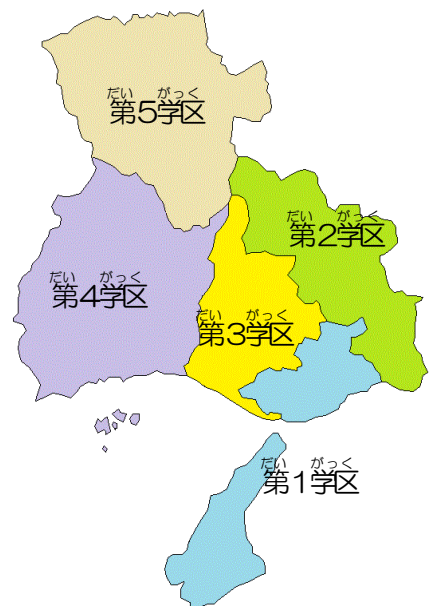 だい がっく
第5学区
だい がっく
第2学区
だい がっく
第4学区
だい がっく
第3学区
だい がっく
第1学区